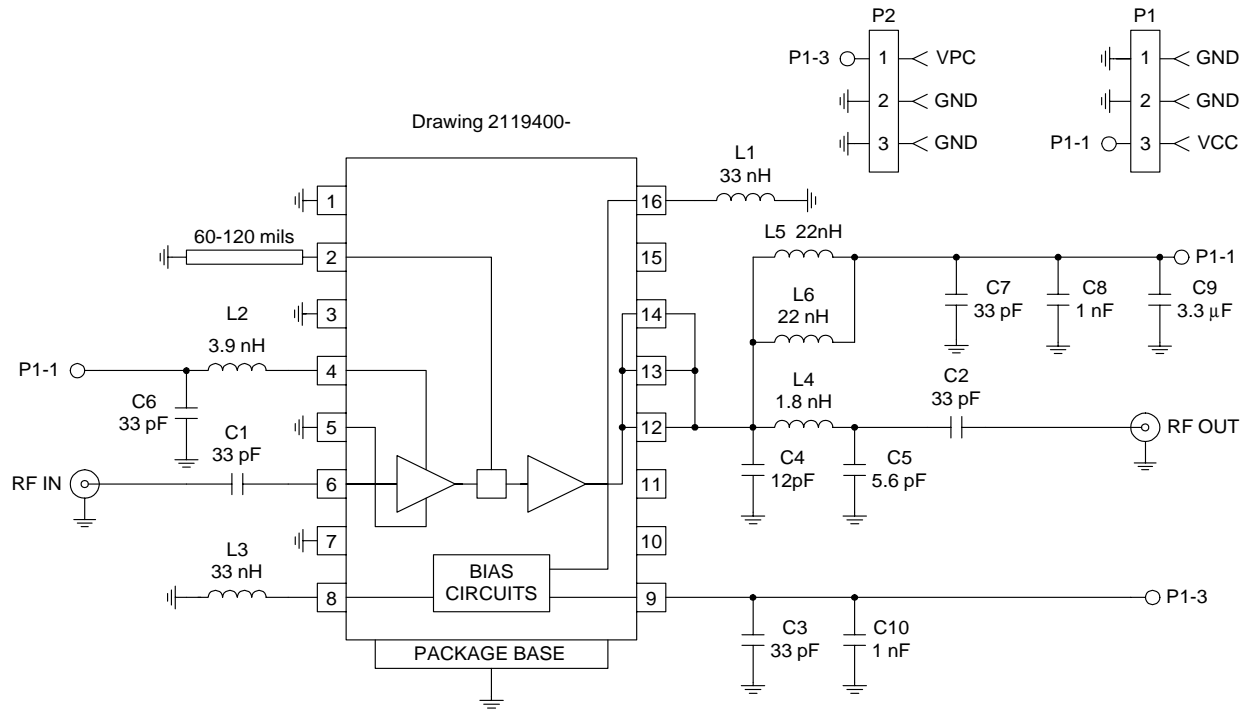 P2
P1
P1-3
1
VPC
2
GND
3
GND
1
GND
2
GND
P1-1
3
VCC
Drawing 2119400-
L1
33 nH
1
16
60-120 mils
2
15
L5 22nH
P1-1
L6
22 nH
C7
33 pF
C8
1 nF
C9
3.3 μF
3
14
L2
3.9 nH
P1-1
4
13
C6
33 pF
L4
1.8 nH
C2
33 pF
5
12
RF OUT
C1
33 pF
C4
12pF
C5
5.6 pF
RF IN
6
11
7
10
L3
33 nH
8
BIAS
CIRCUITS
9
P1-3
C3
33 pF
C10
1 nF
PACKAGE BASE